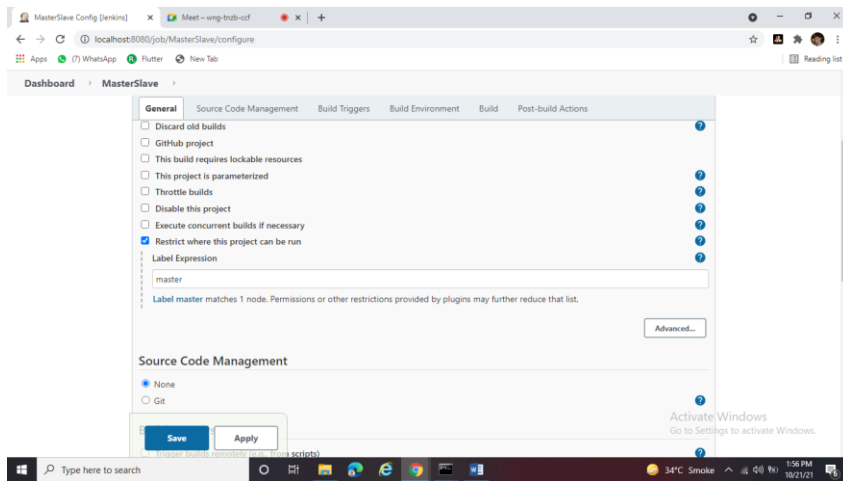 MasterSlave Config [Jenkins]
Meet – wng-tnzb-ccf
localhost:8080/job/MasterSlave/configure
Apps
(7) WhatsApp
Flutter
New Tab
Reading list
Dashboard
MasterSlave
General
Source Code Management
Build Triggers
Build Environment
Build
Post-build Actions
Discard old builds
GitHub project
This build requires lockable resources
This project is parameterized
Throttle builds
Disable this project
Execute concurrent builds if necessary
Restrict where this project can be run
Label Expression
master
Label master matches 1 node. Permissions or other restrictions provided by plugins may further reduce that list.
Advanced...
Source Code Management
None
Git
Activate Windows
Go to Settings to activate Windows.
Save
Apply
Trigger builds remotely (e.g., from scripts)
Type here to search
34°C Smoke
1:56 PM
10/21/21